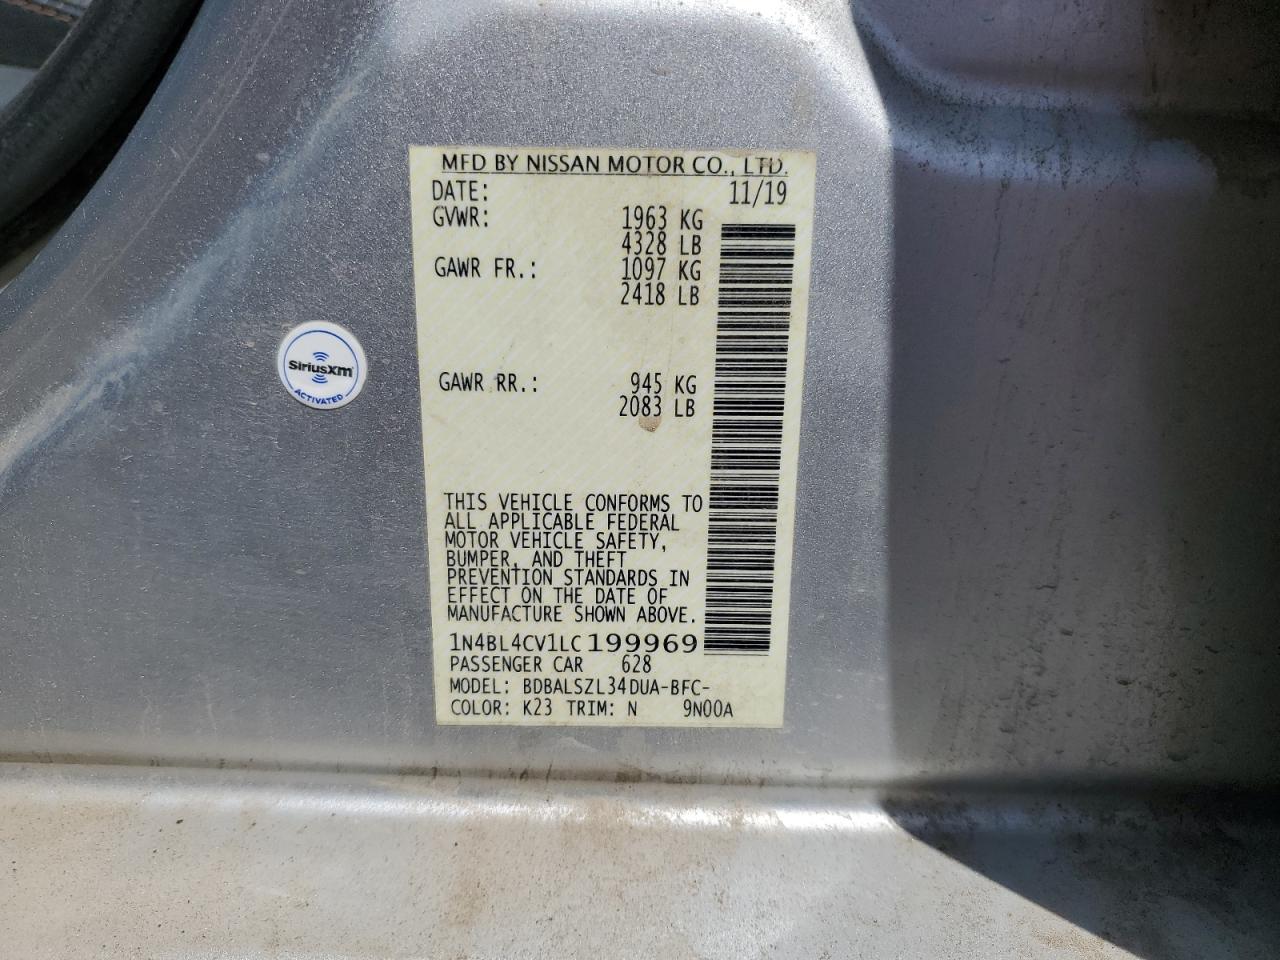 MFD BY NISSAN MOTOR CO., LTD.
DATE: 11/19
GVWR: 1963 KG
4328 LB
GAWR FR.: 1097 KG
2418 LB
GAWR RR.: 945 KG
2083 LB
SiriusXm
ACTIVATED
THIS VEHICLE CONFORMS TO
ALL APPLICABLE FEDERAL
MOTOR VEHICLE SAFETY,
BUMPER, AND THEFT
PREVENTION STANDARDS IN
EFFECT ON THE DATE OF
MANUFACTURE SHOWN ABOVE.
1N4BL4CV1LC199969
PASSENGER CAR 628
MODEL: BDBALSZL34DUA-BFC-
COLOR: K23 TRIM: N 9N00A